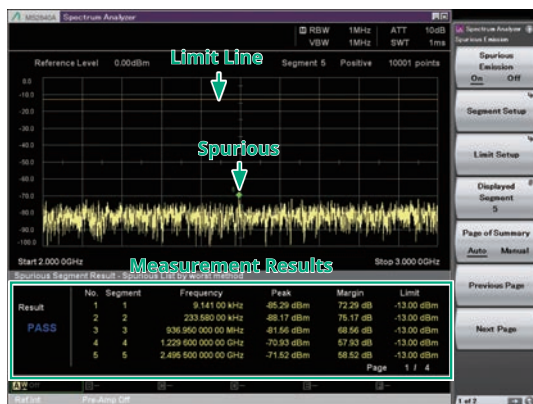 MS2840A Spectrum Analyzer
RBW 1MHz ATT 10dB
VBW 1MHz SWT 1ms
Reference Level 0.00dBm Segment 5 Positive 10001 points
Limit Line
0.0
-10.0
-20.0
-30.0
-40.0
-50.0
-60.0
-70.0
-80.0
-90.0
-100.0
Spurious
Start 2.000 0GHz Stop 3.000 0GHz
Measurement Results
Spurious Segment Result - Spurious List by worst method
No. Segment Frequency Peak Margin Limit
Result
PASS
1 1 9.141 00 kHz -85.29 dBm 72.29 dB -13.00 dBm
2 2 233.580 00 kHz -88.17 dBm 75.17 dB -13.00 dBm
3 3 936.950 000 00 MHz -81.56 dBm 68.56 dB -13.00 dBm
4 4 1.229 600 000 00 GHz -70.93 dBm 57.93 dB -13.00 dBm
5 5 2.495 500 000 00 GHz -71.52 dBm 58.52 dB -13.00 dBm
Page 1 / 4
Ref.Int Pre-Amp Off
Spectrum Analyzer
Spurious Emission
Spurious
Emission
On Off
Segment Setup
Limit Setup
Displayed
Segment
5
Page of Summary
Auto Manual
Previous Page
Next Page
1 of 2